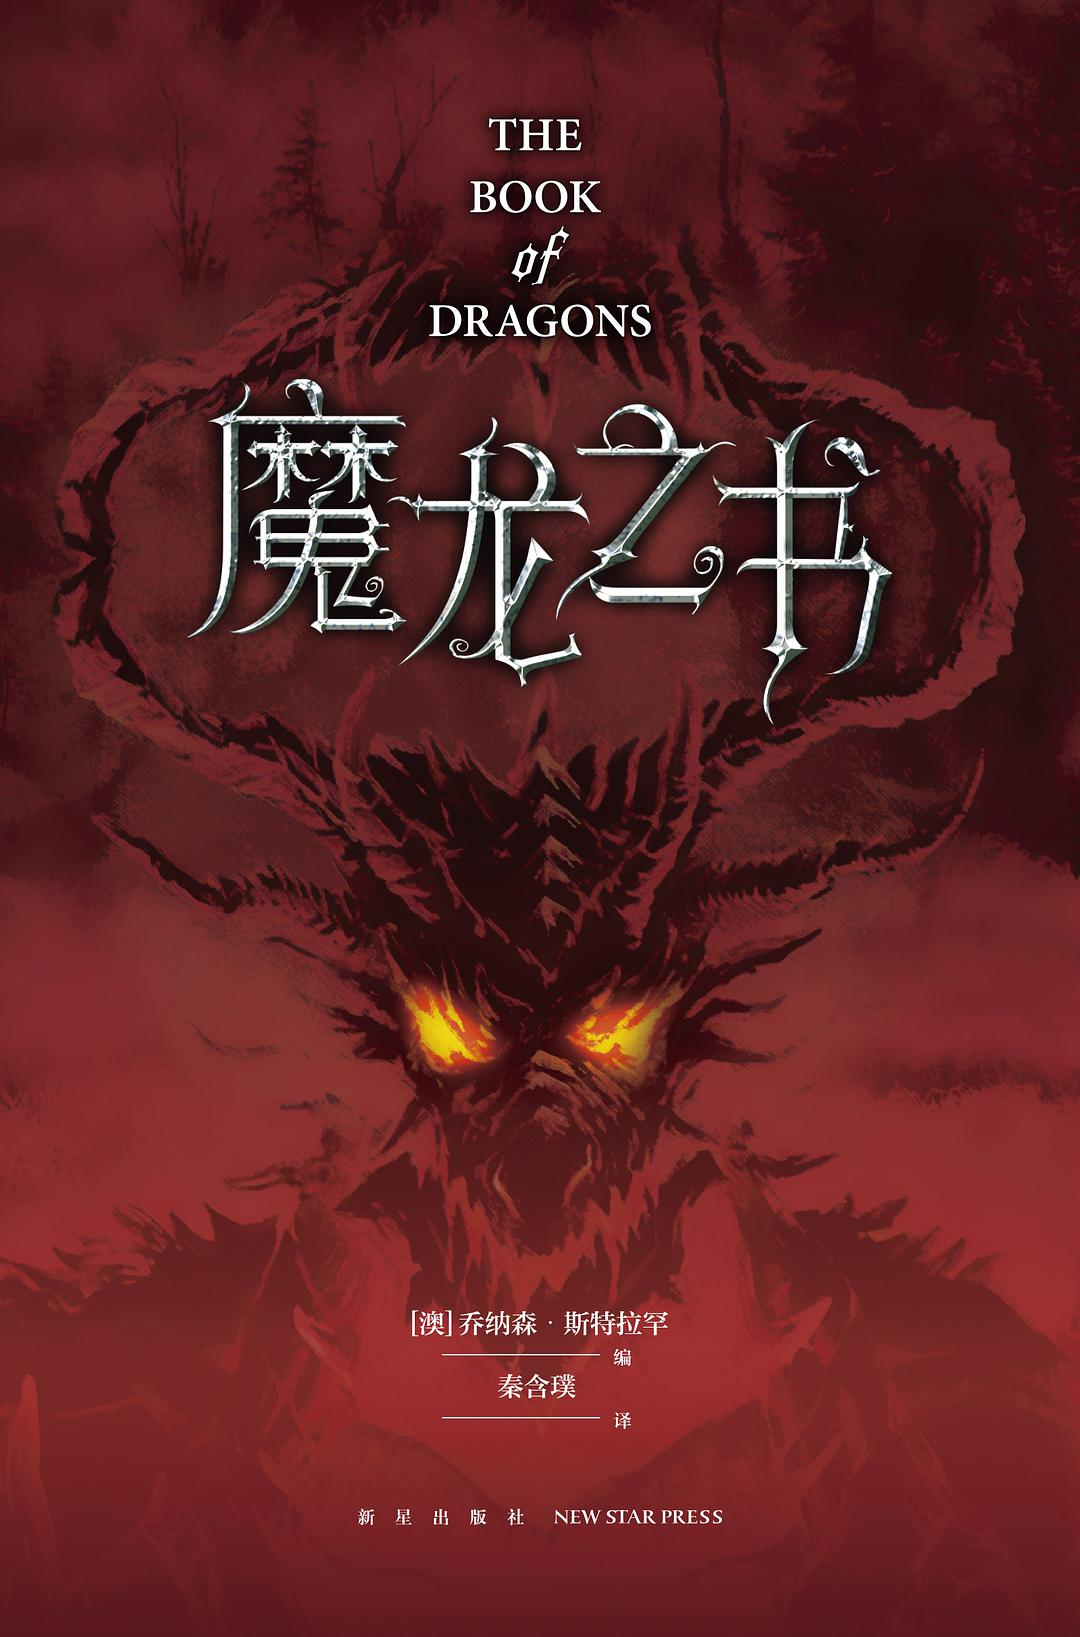 THE
BOOK
of
DRAGONS
魔龙之书
[澳]乔纳森·斯特拉罕
编
秦含璞
译
新星出版社 NEW STAR PRESS